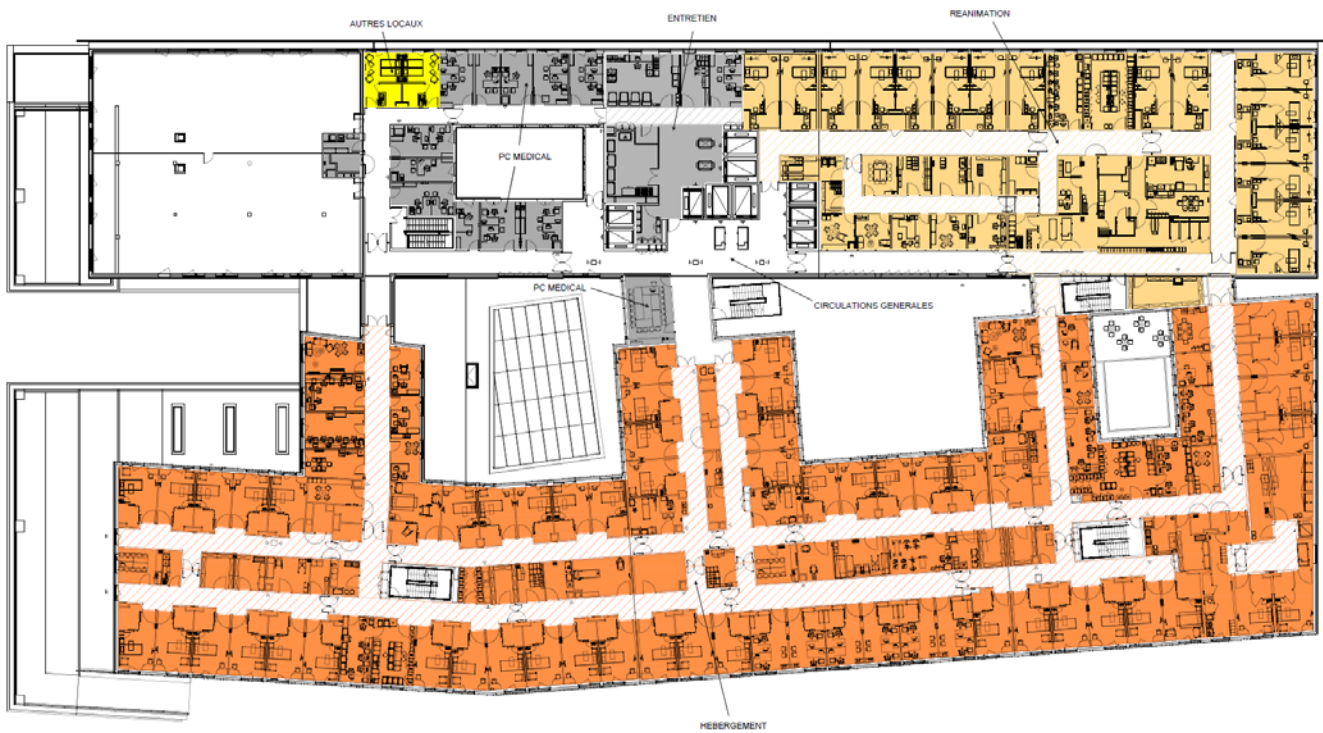 AUTRES LOCAUX
ENTRETIEN
REANIMATION
PC MEDICAL
PC MEDICAL
CIRCULATIONS GENERALES
HEBERGEMENT